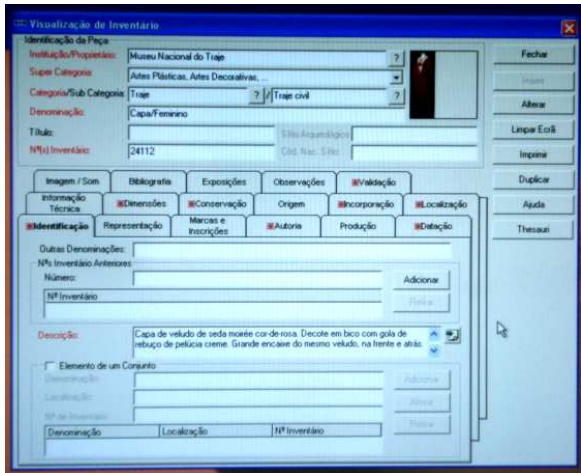 Visualização de Inventário
Identificação da Peça
Instituição/Proprietário: Museu Nacional do Traje ?
Super Categoria: Artes Plásticas, Artes Decorativas, ...
Categoria/Sub Categoria: Traje ? / Traje civil ?
Denominação: Capa/Feminino
Título: Sítio Arqueológico
Nº(s) Inventário: 24112 Cód. Nac. Sítio:
Fechar
Inserir
Alterar
Limpar Ecrã
Imprimir
Duplicar
Ajuda
Thesauri
Imagem / Som Bibliografia Exposições Observações Validação
Informação Técnica Dimensões Conservação Origem Incorporação Localização
Identificação Representação Marcas e Inscrições Autoria Produção Datação
Outras Denominações:
Nºs Inventário Anteriores
Número: Adicionar
Nº Inventário Retirar
Descrição: Capa de veludo de seda moirée cor-de-rosa. Decote em bico com gola de
rebuço de pelúcia creme. Grande encaixe do mesmo veludo, na frente e atrás.
Elemento de um Conjunto
Denominação: Adicionar
Localização: Alterar
Nº de Inventário: Retirar
Denominação Localização Nº Inventário